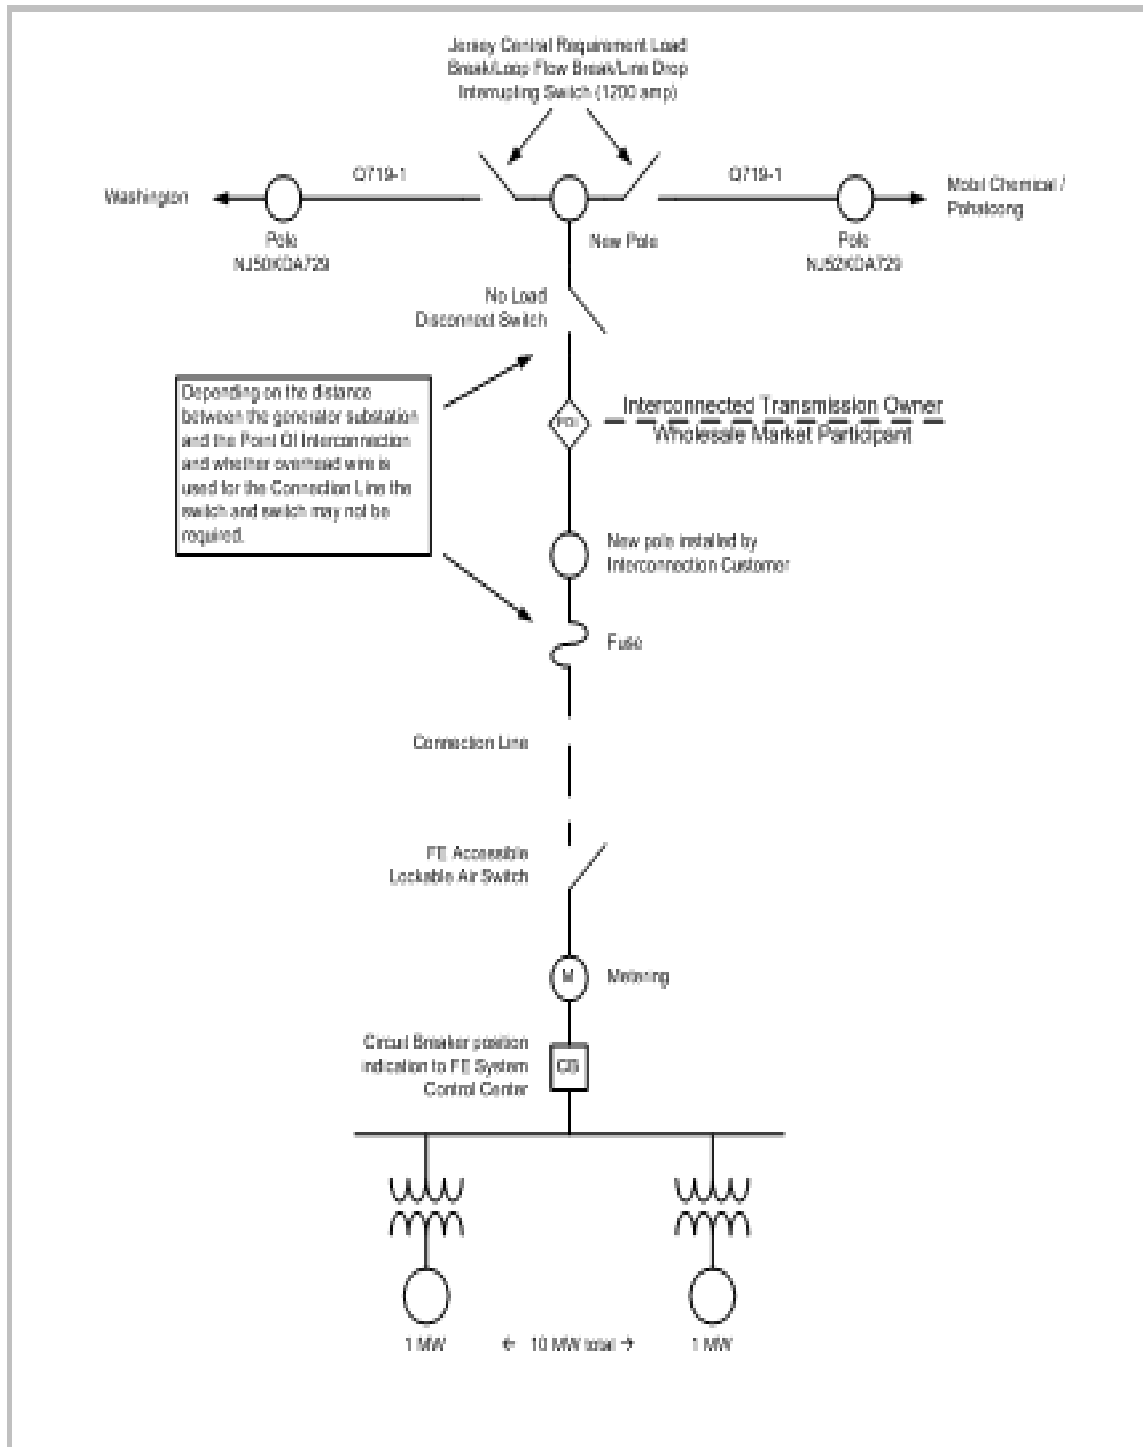 Jersey Central Requirement Load
Break/Loop Flow Break/Line Drop
Interrupting Switch (1200 amp)
Q719-1
Q719-1
Washington
Mobil Chemical /
Pohatcong
Pole
NJ50KDA729
New Pole
Pole
NJ52KDA729
No Load
Disconnect Switch
Depending on the distance
between the generator substation
and the Point Of Interconnection
and whether overhead wire is
used for the Connection Line the
switch and switch may not be
required.
POI
Interconnected Transmission Owner
Wholesale Market Participant
New pole installed by
Interconnection Customer
Fuse
Connection Line
FE Accessible
Lockable Air Switch
M
Metering
Circuit Breaker position
indication to FE System
Control Center
CB
1 MW
← 10 MW total →
1 MW